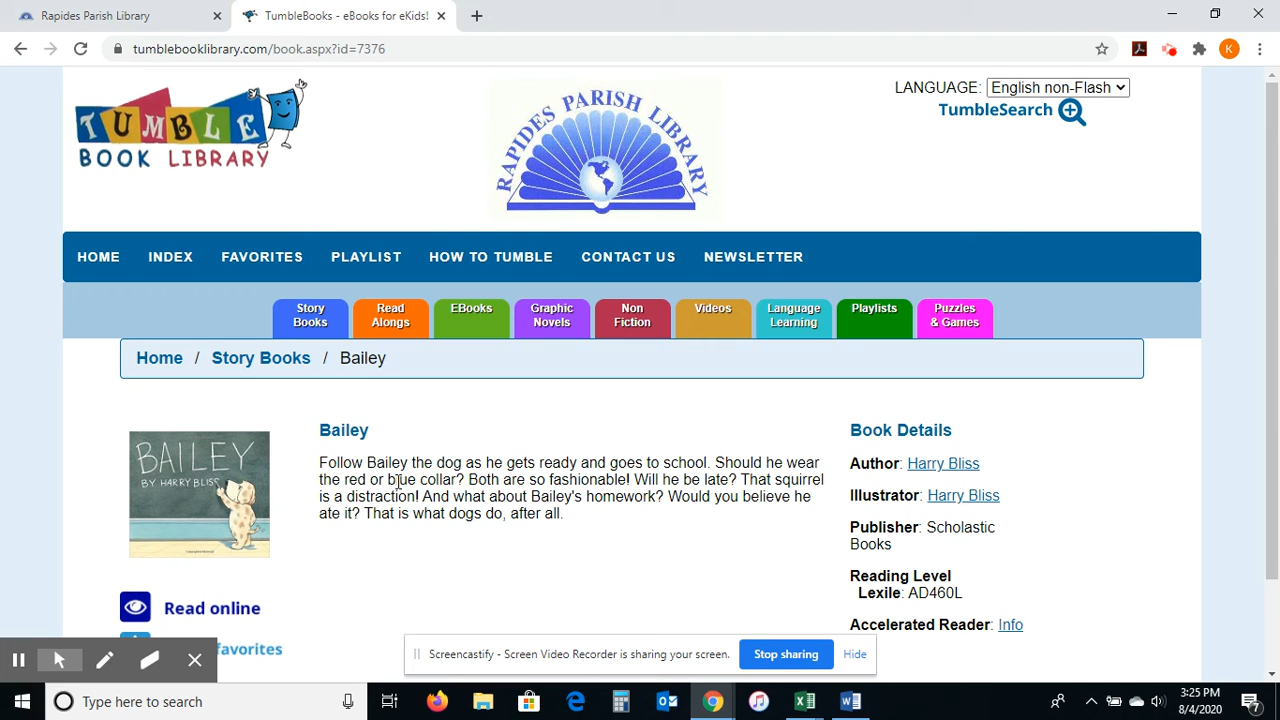 Rapides Parish Library
TumbleBooks - eBooks for eKids!
tumblebooklibrary.com/book.aspx?id=7376
K
TUMBLE
BOOK LIBRARY
RAPIDES PARISH LIBRARY
LANGUAGE: English non-Flash
TumbleSearch
HOME INDEX FAVORITES PLAYLIST HOW TO TUMBLE CONTACT US NEWSLETTER
Story Books
Read Alongs
EBooks
Graphic Novels
Non Fiction
Videos
Language Learning
Playlists
Puzzles & Games
Home / Story Books / Bailey
BAILEY
BY HARRY BLISS
Bailey
Follow Bailey the dog as he gets ready and goes to school. Should he wear
the red or blue collar? Both are so fashionable! Will he be late? That squirrel
is a distraction! And what about Bailey's homework? Would you believe he
ate it? That is what dogs do, after all.
Book Details
Author: Harry Bliss
Illustrator: Harry Bliss
Publisher: Scholastic
Books
Reading Level
Lexile: AD460L
Accelerated Reader: Info
Read online
favorites
Screencastify - Screen Video Recorder is sharing your screen.
Stop sharing
Hide
Type here to search
3:25 PM
8/4/2020
7